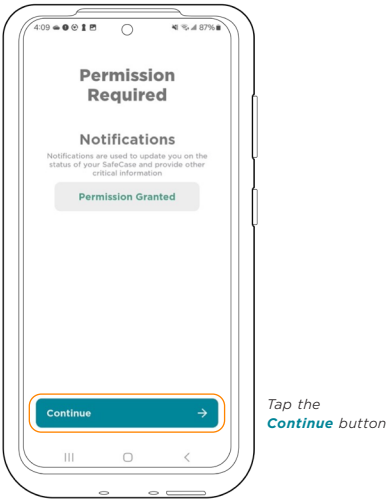 4:09
87%
Permission
Required
Notifications
Notifications are used to update you on the
status of your SafeCase and provide other
critical information
Permission Granted
Continue
Tap the
Continue button